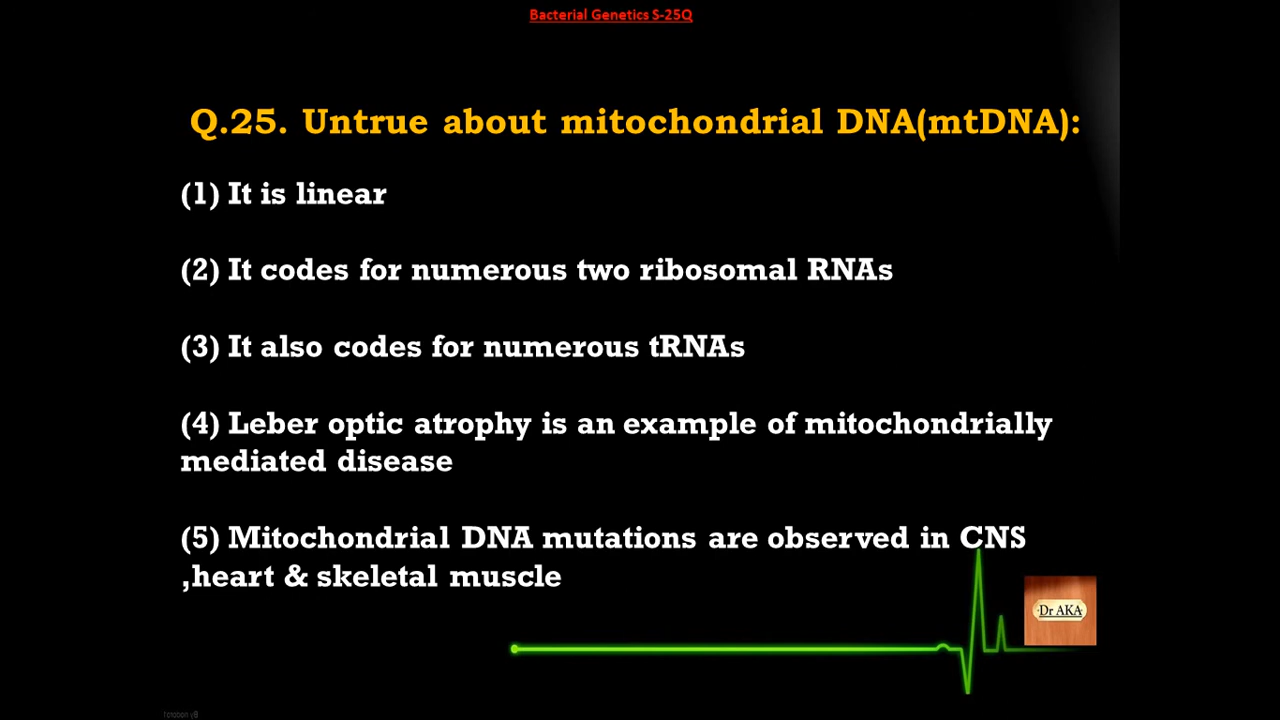 Bacterial Genetics S-25Q
Q.25. Untrue about mitochondrial DNA(mtDNA):
(1) It is linear
(2) It codes for numerous two ribosomal RNAs
(3) It also codes for numerous tRNAs
(4) Leber optic atrophy is an example of mitochondrially
mediated disease
(5) Mitochondrial DNA mutations are observed in CNS
,heart & skeletal muscle
Dr AKA